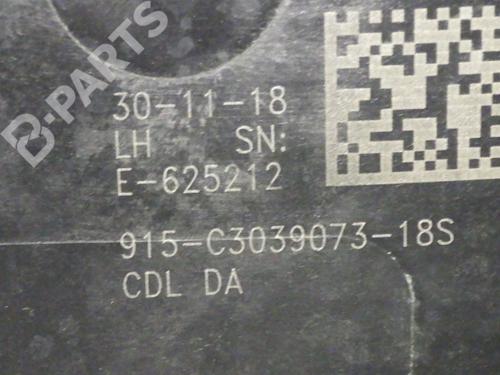 B-PARTS
30-11-18
LH SN:
E-625212
915-C3039073-18S
CDL DA